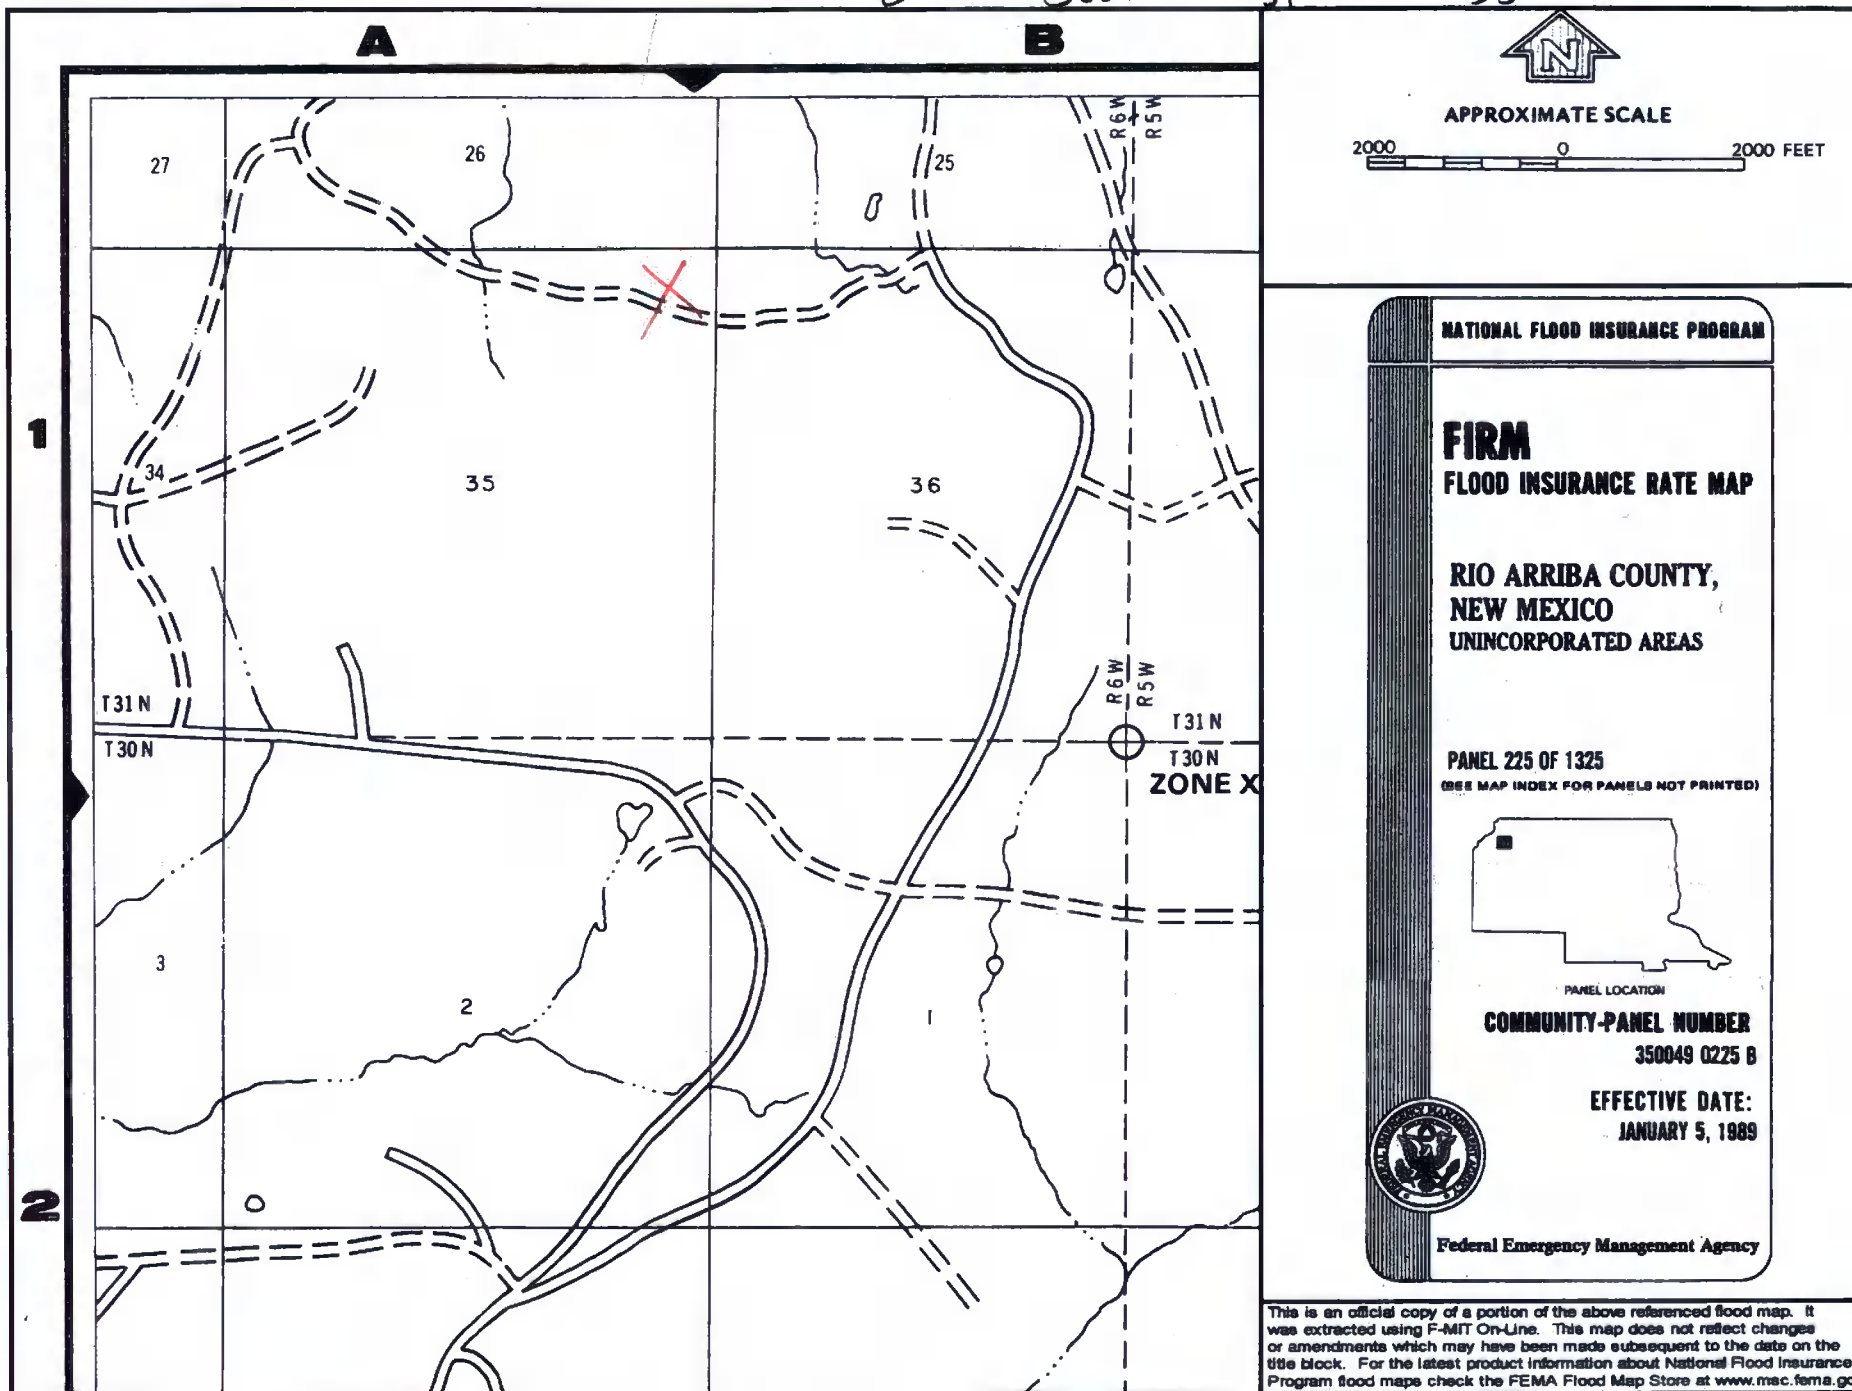 A
B
N
APPROXIMATE SCALE
2000 0 2000 FEET
27
26
25
R6W
R5W
NATIONAL FLOOD INSURANCE PROGRAM
FIRM
FLOOD INSURANCE RATE MAP
1
34
35
36
RIO ARRIBA COUNTY,
NEW MEXICO
UNINCORPORATED AREAS
R6W
R5W
T31N
T30N
T31N
T30N
ZONE X
PANEL 225 OF 1325
(SEE MAP INDEX FOR PANELS NOT PRINTED)
3
2
1
PANEL LOCATION
COMMUNITY-PANEL NUMBER
350049 0225 B
EFFECTIVE DATE:
JANUARY 5, 1989
FEDERAL EMERGENCY MANAGEMENT AGENCY
2
Federal Emergency Management Agency
This is an official copy of a portion of the above referenced flood map. It
was extracted using F-MIT On-Line. This map does not reflect changes
or amendments which may have been made subsequent to the date on the
title block. For the latest product information about National Flood Insurance
Program flood maps check the FEMA Flood Map Store at www.msc.fema.go